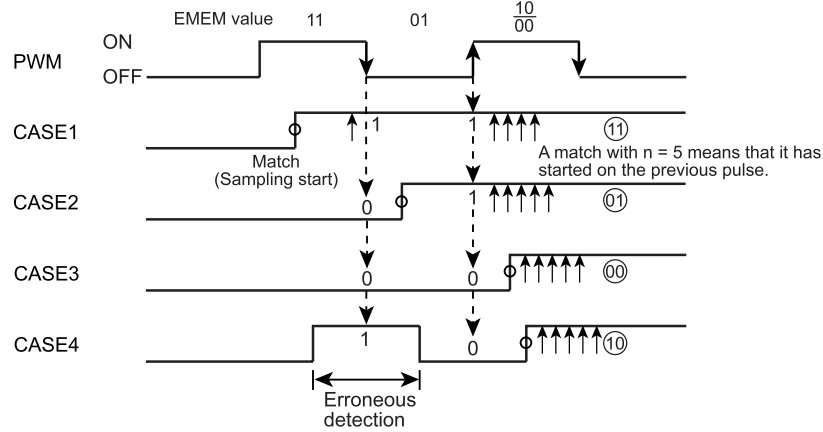 EMEM value 11 01 10
00
ON
PWM
OFF
CASE1 1 1 11
Match
(Sampling start)
A match with n = 5 means that it has
started on the previous pulse.
CASE2 0 1 01
CASE3 0 0 00
CASE4 1 0 10
Erroneous
detection